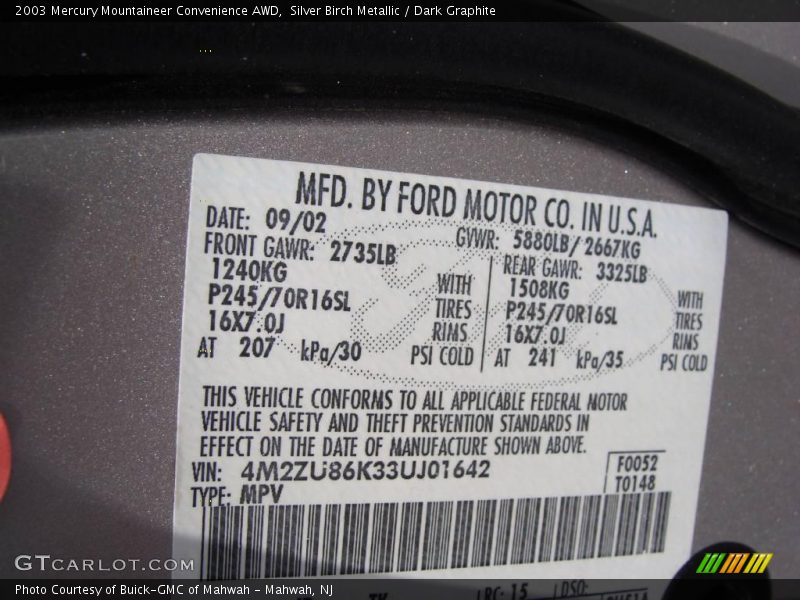 2003 Mercury Mountaineer Convenience AWD, Silver Birch Metallic / Dark Graphite
MFD. BY FORD MOTOR CO. IN U.S.A.
DATE: 09/02 GVWR: 5880LB/ 2667KG
FRONT GAWR: 2735LB REAR GAWR: 3325LB
1240KG WITH 1508KG WITH
P245/70R16SL TIRES P245/70R16SL TIRES
16X7.0J RIMS 16X7.0J RIMS
AT 207 kPa/30 PSI COLD AT 241 kPa/35 PSI COLD
THIS VEHICLE CONFORMS TO ALL APPLICABLE FEDERAL MOTOR
VEHICLE SAFETY AND THEFT PREVENTION STANDARDS IN
EFFECT ON THE DATE OF MANUFACTURE SHOWN ABOVE.
VIN: 4M2ZU86K33UJ01642 F0052
TYPE: MPV T0148
GTCARLOT.COM
RC: 15 DSO:
Photo Courtesy of Buick-GMC of Mahwah - Mahwah, NJ